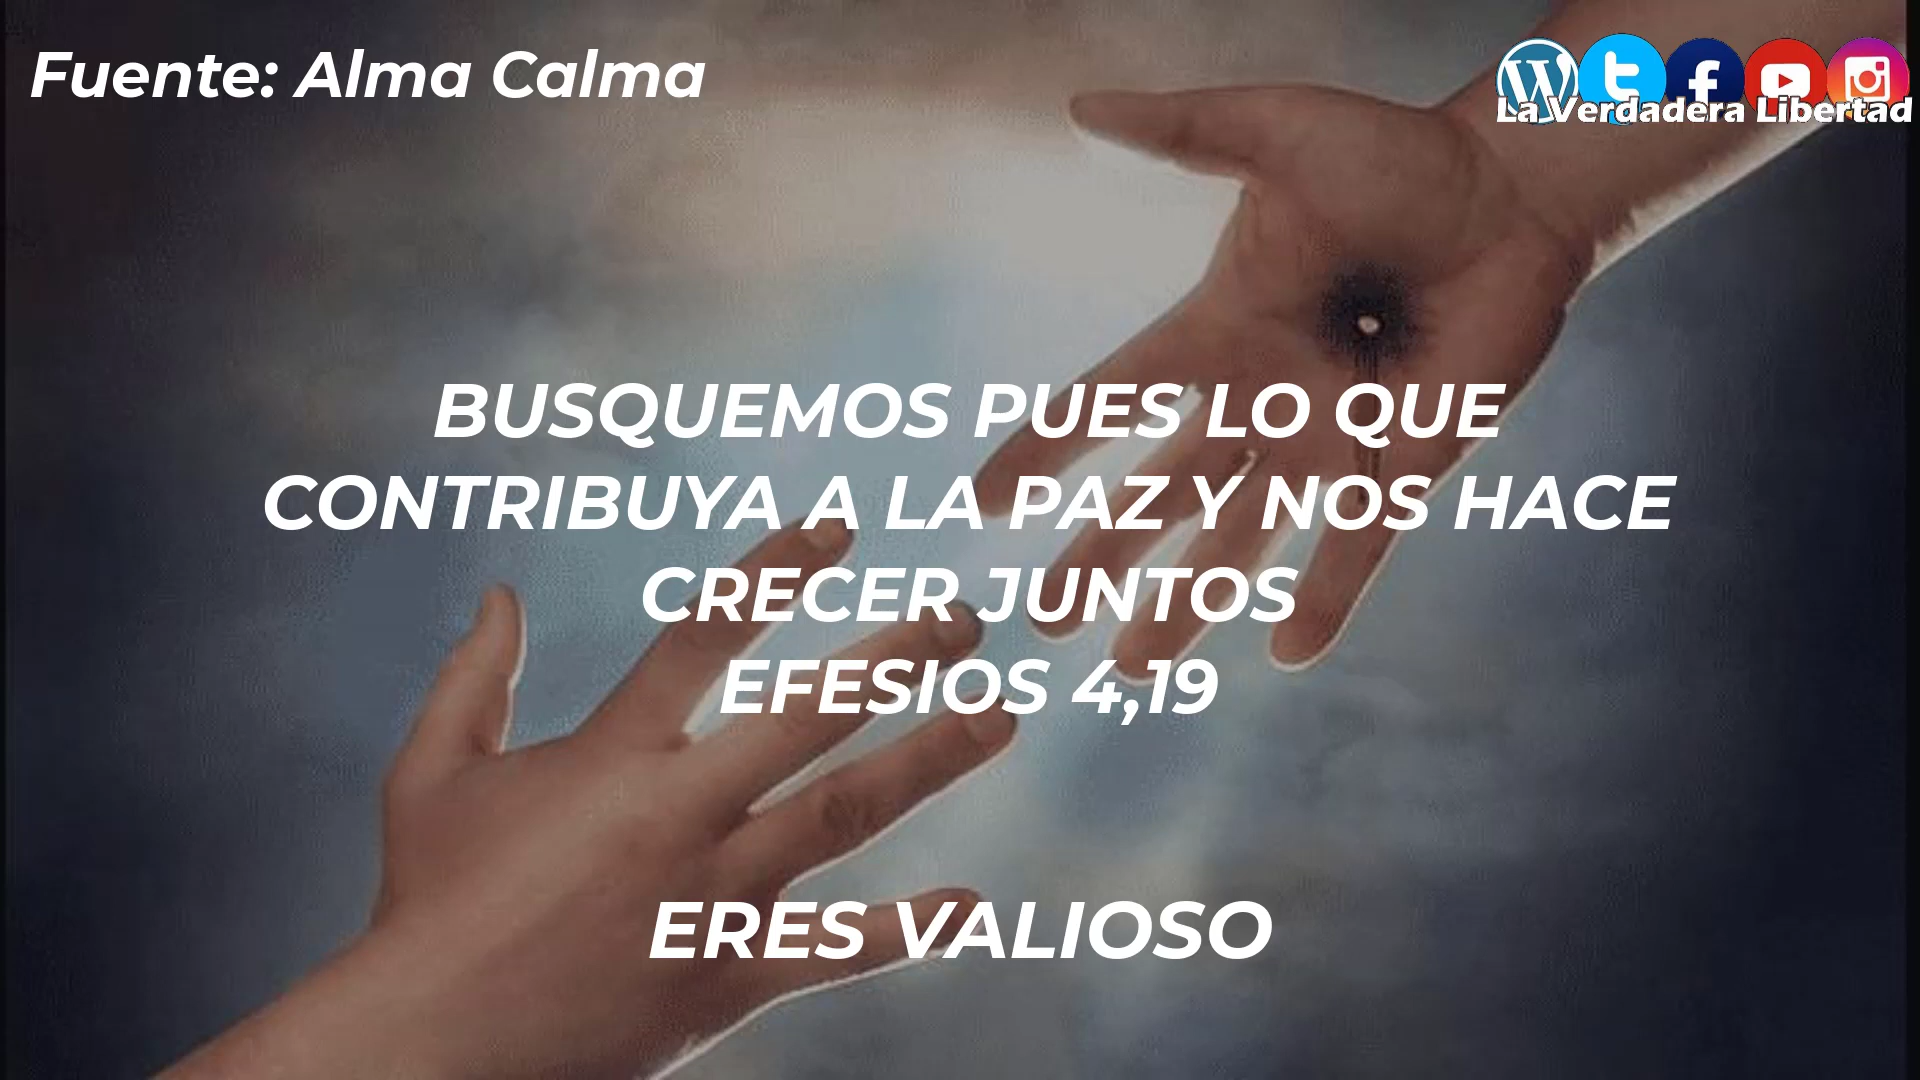 Fuente: Alma Calma
La Verdadera Libertad
BUSQUEMOS PUES LO QUE
CONTRIBUYA A LA PAZ Y NOS HACE
CRECER JUNTOS
EFESIOS 4,19
ERES VALIOSO